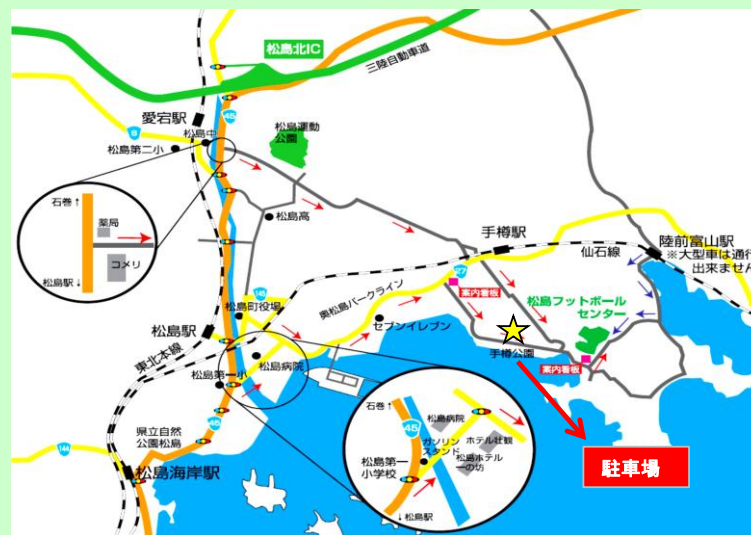 松島北IC
三陸自動車道
愛宕駅
9
松島中
45
松島運動
公園
松島第二小
石巻↑
薬局
コメリ
松島駅↓
松島高
手樽駅
陸前富山駅
※大型車は通行
出来ません
仙石線
27
案内看板
奥松島パークライン
145
松島町役場
松島フットボール
センター
セブンイレブン
松島駅
東北本線
手樽公園
案内看板
松島病院
松島第一小
石巻↑
45
松島病院
ガソリン
スタンド
ホテル壮観
松島ホテル
一の坊
松島第一
小学校
↓松島駅
県立自然
公園松島
45
144
松島海岸駅
駐車場